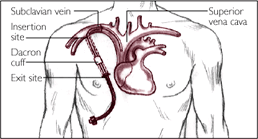 Subclavian vein
Insertion
site
Dacron
cuff
Exit site
Superior
vena cava